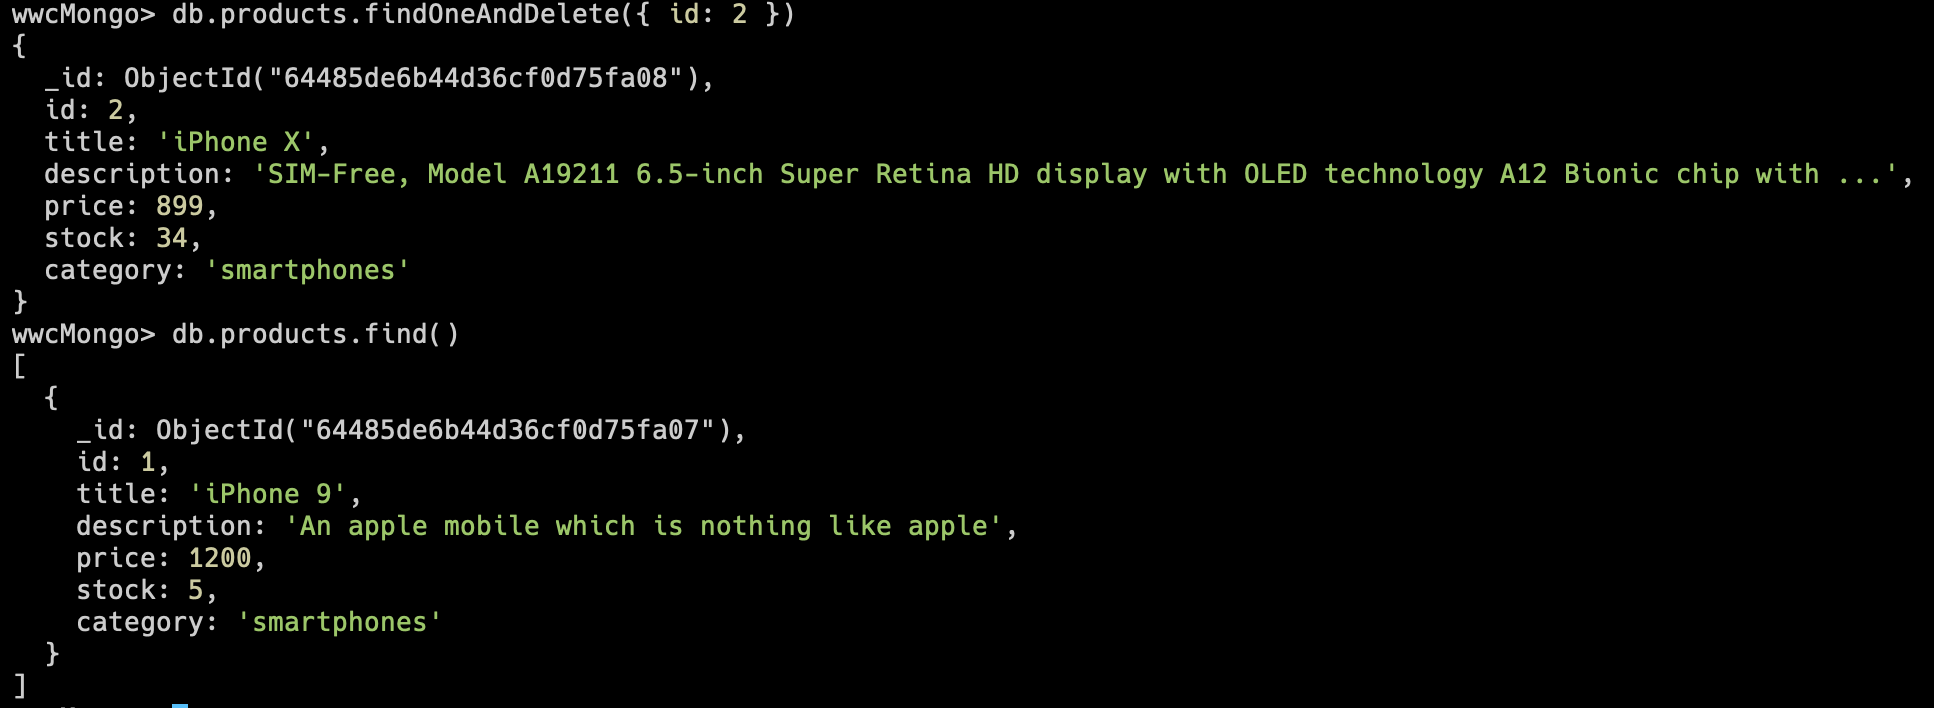 wwcMongo> db.products.findOneAndDelete({ id: 2 })
{
  _id: ObjectId("64485de6b44d36cf0d75fa08"),
  id: 2,
  title: 'iPhone X',
  description: 'SIM-Free, Model A19211 6.5-inch Super Retina HD display with OLED technology A12 Bionic chip with ...',
  price: 899,
  stock: 34,
  category: 'smartphones'
}
wwcMongo> db.products.find()
[
  {
    _id: ObjectId("64485de6b44d36cf0d75fa07"),
    id: 1,
    title: 'iPhone 9',
    description: 'An apple mobile which is nothing like apple',
    price: 1200,
    stock: 5,
    category: 'smartphones'
  }
]